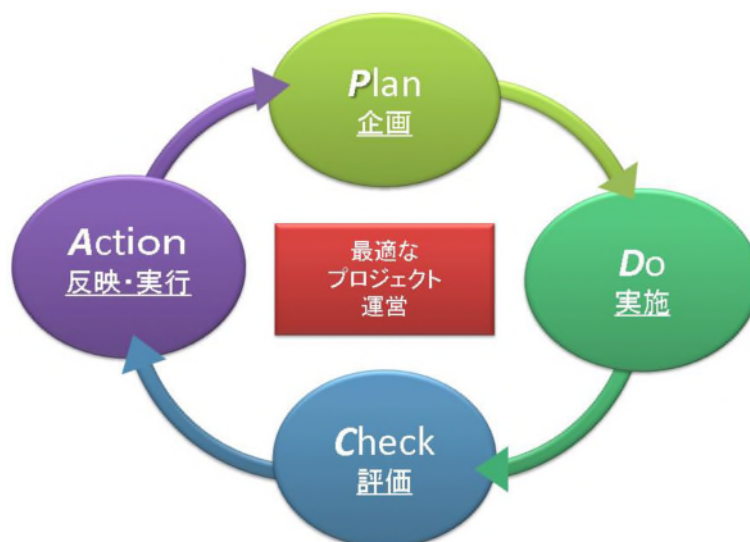 Plan
企画
Do
実施
Check
評価
Action
反映・実行
最適な
プロジェクト
運営